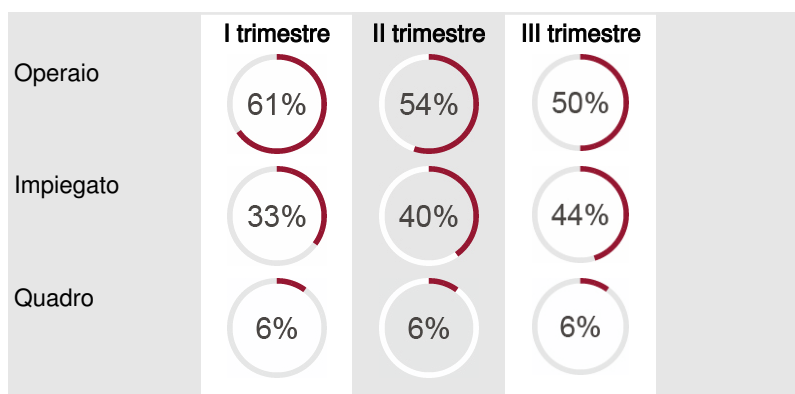 I trimestre II trimestre III trimestre
Operaio 61% 54% 50%
Impiegato 33% 40% 44%
Quadro 6% 6% 6%